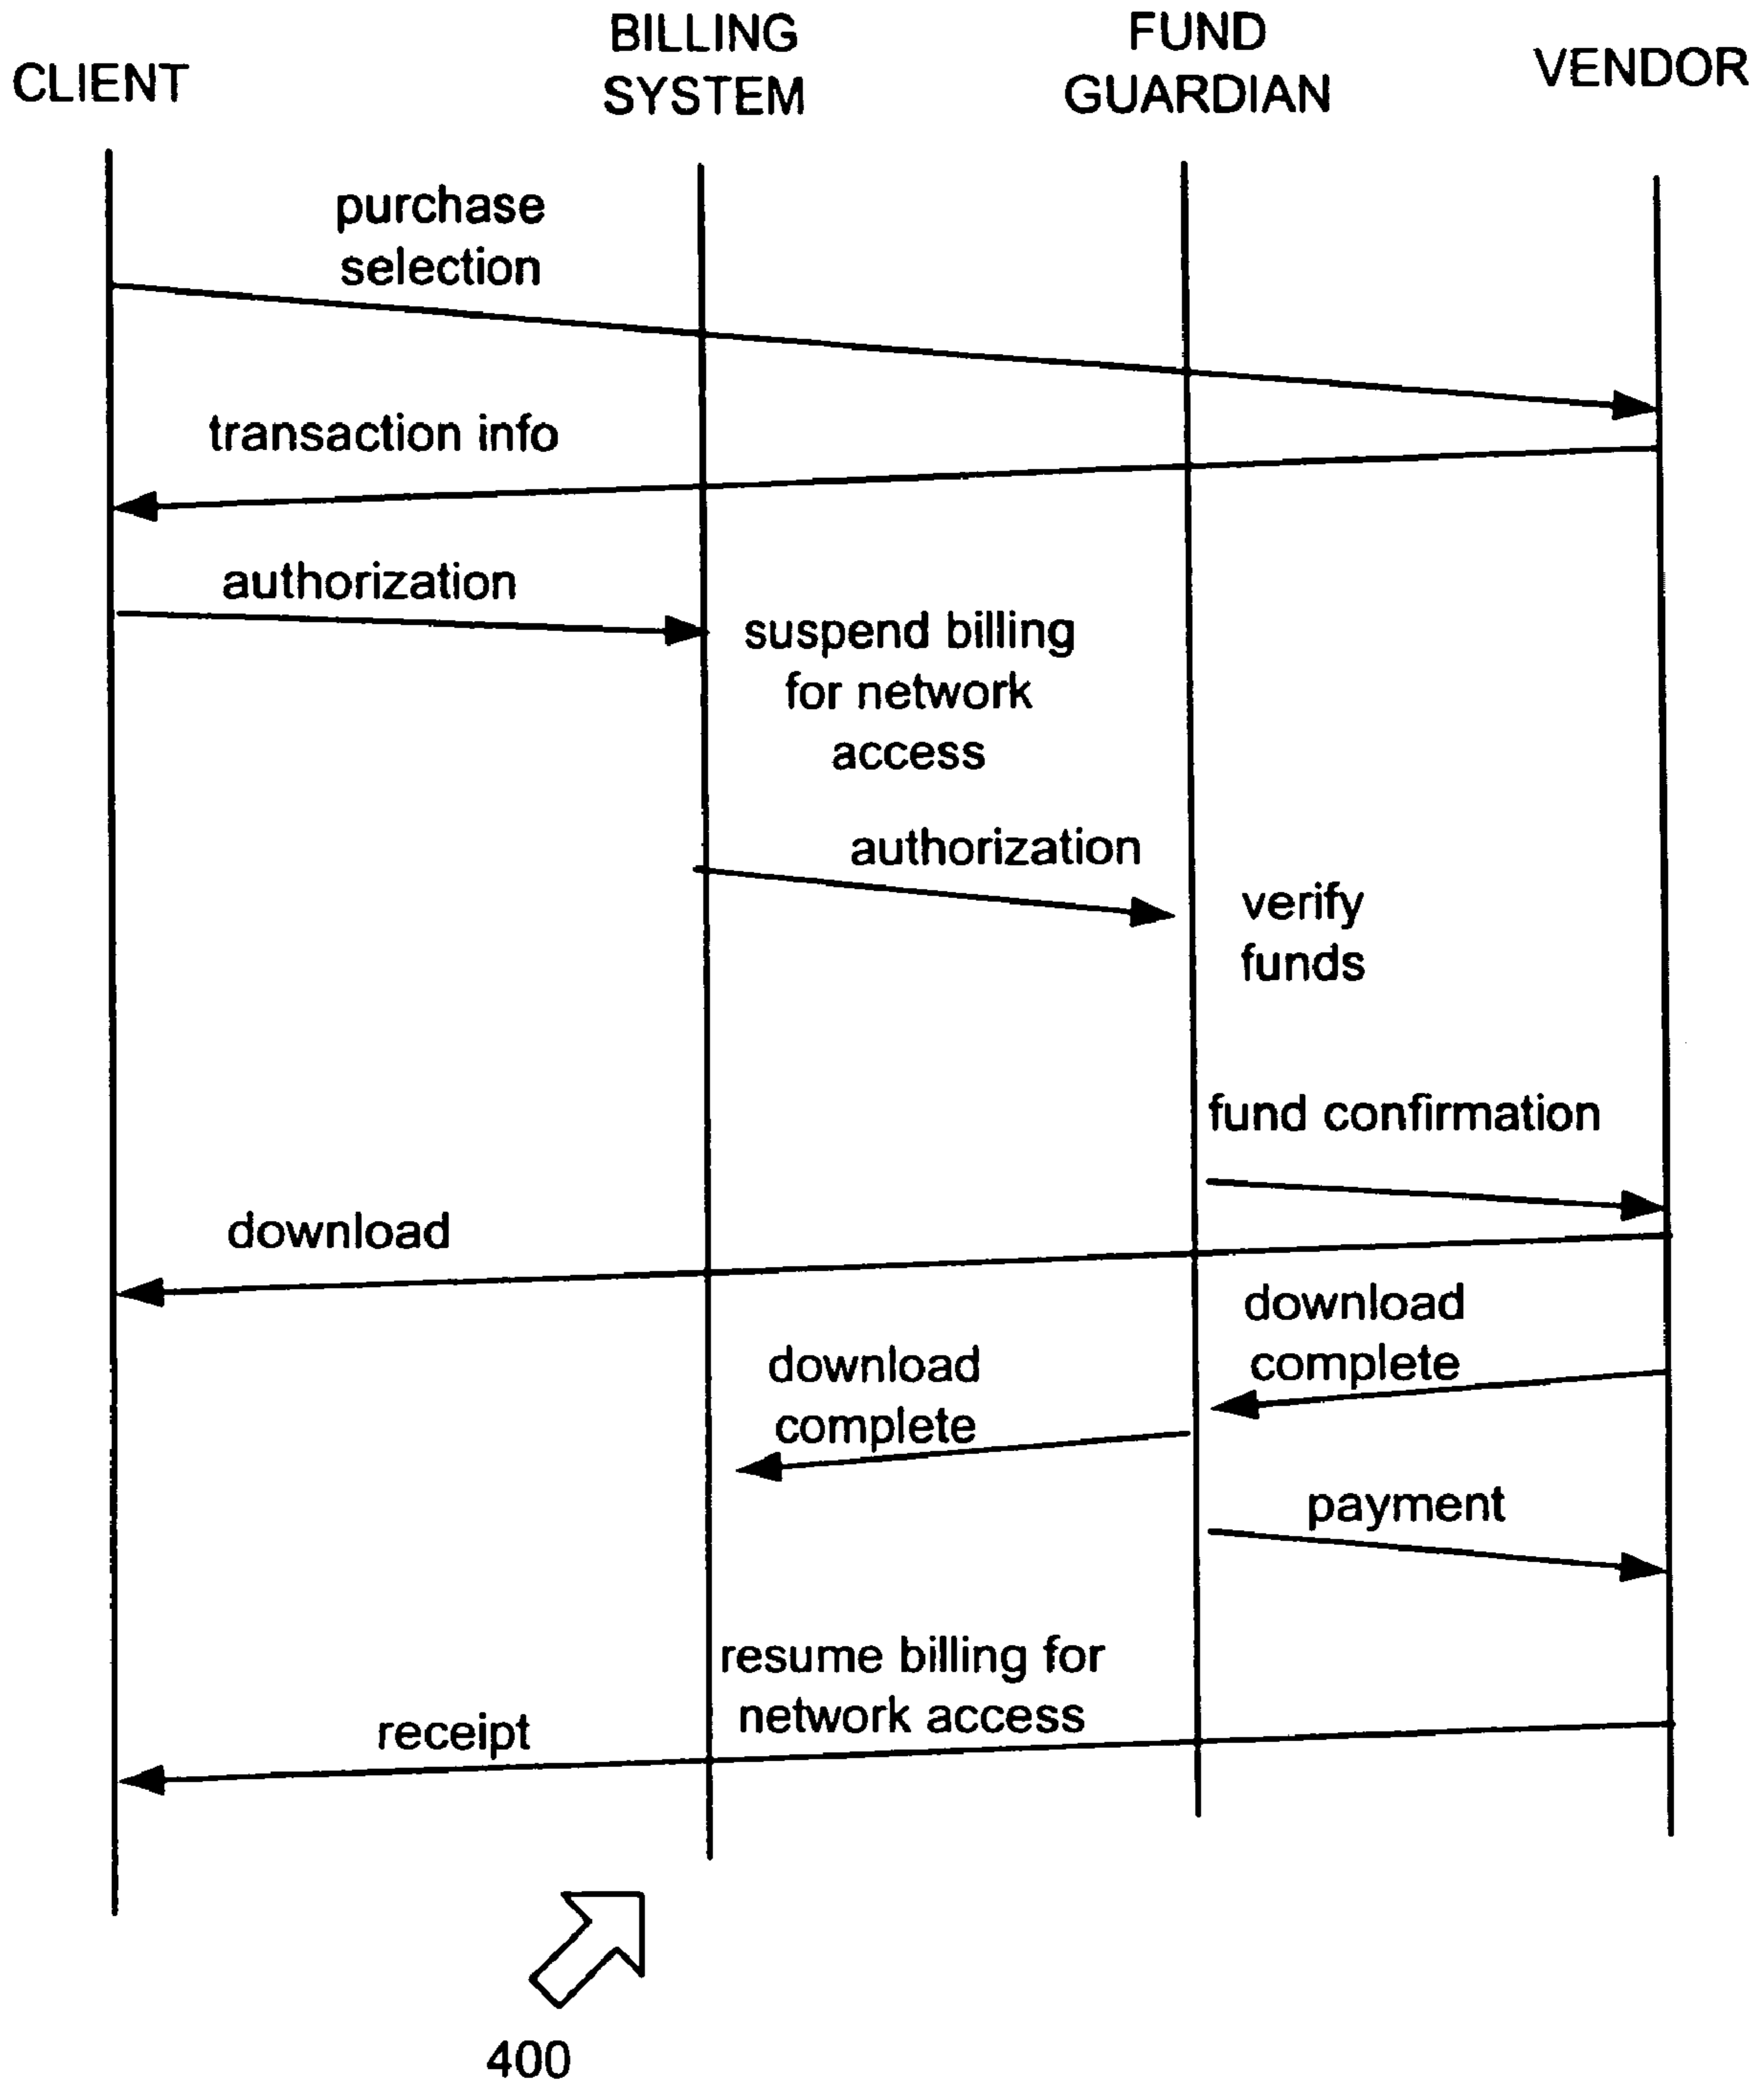 CLIENT
BILLING
SYSTEM
FUND
GUARDIAN
VENDOR
purchase
selection
transaction info
authorization
suspend billing
for network
access
authorization
verify
funds
fund confirmation
download
download
complete
download
complete
payment
resume billing for
network access
receipt
400